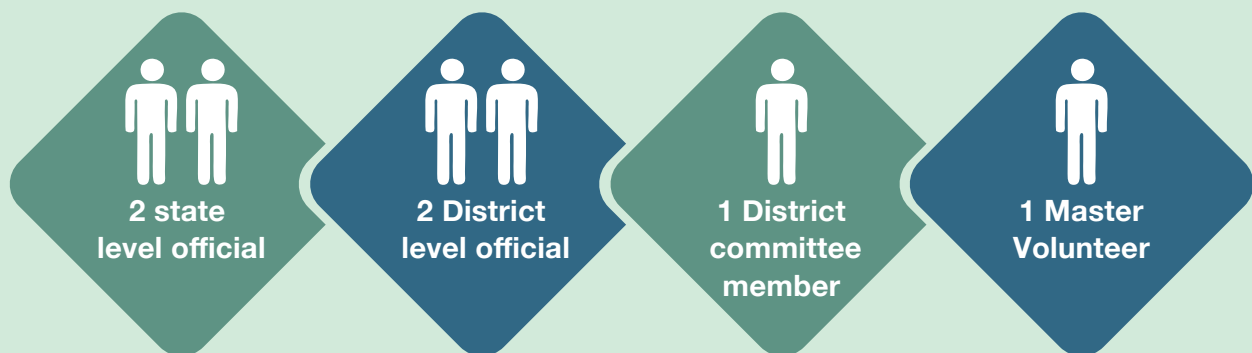 2 state
level official
2 District
level official
1 District
committee
member
1 Master
Volunteer